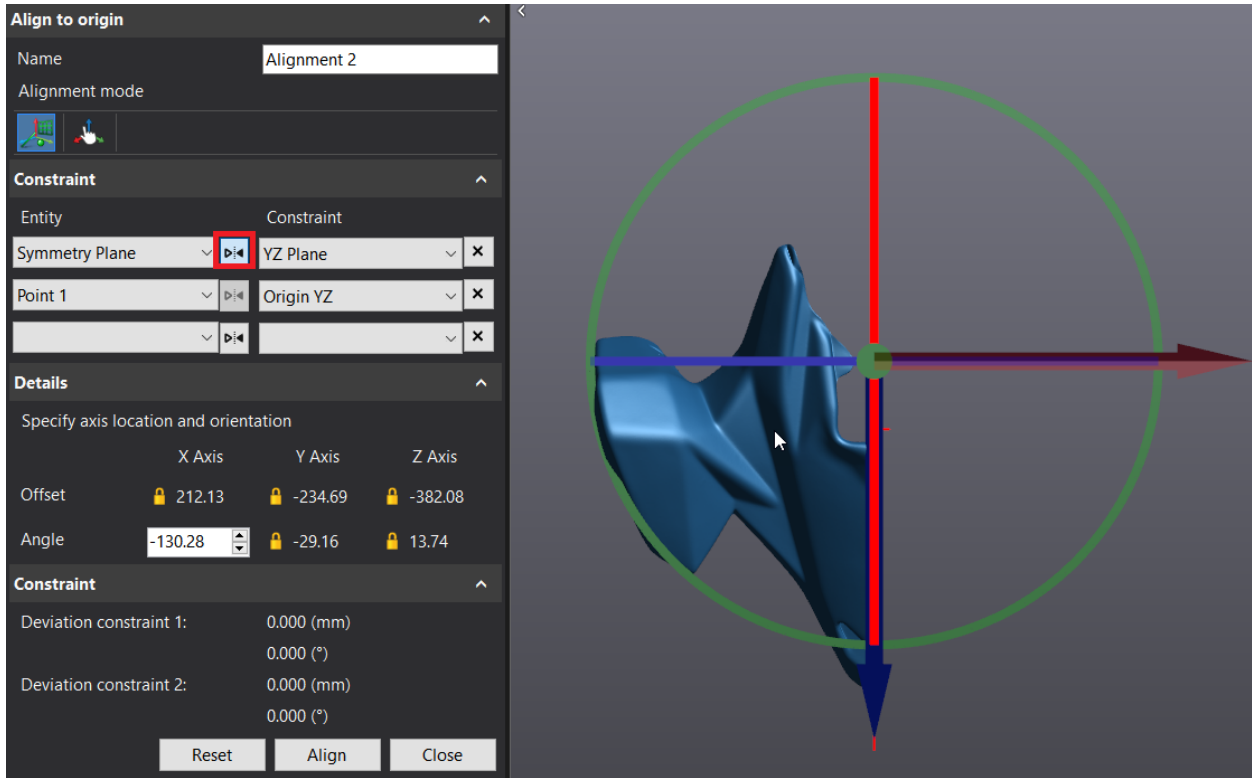 Align to origin
Name Alignment 2
Alignment mode
Constraint
Entity Constraint
Symmetry Plane YZ Plane
Point 1 Origin YZ
Details
Specify axis location and orientation
X Axis Y Axis Z Axis
Offset 212.13 -234.69 -382.08
Angle -130.28 -29.16 13.74
Constraint
Deviation constraint 1: 0.000 (mm)
0.000 (°)
Deviation constraint 2: 0.000 (mm)
0.000 (°)
Reset Align Close